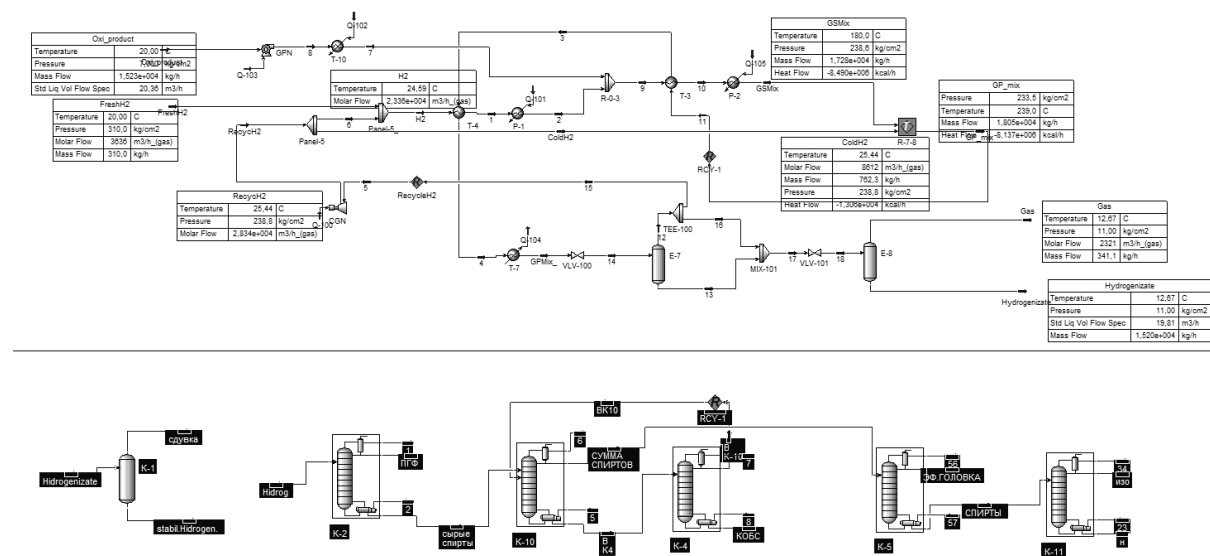 Oxi_product
Temperature 20,00 C
Pressure kg/cm2
Mass Flow 1,523e+004 kg/h
Std Liq Vol Flow Spec 20,36 m3/h
Oxi_product
GPN
Q-103
8
T-10
Q-102
7
FreshH2
Temperature 20,00 C
Pressure 310,0 kg/cm2
Molar Flow 3636 m3/h_(gas)
Mass Flow 310,0 kg/h
FreshH2
H2
Temperature 24,59 C
Molar Flow 2,336e+004 m3/h_(gas)
RecycH2
Panel-5
6
Panel-5_
H2
T-4
1
Q-101
P-1
2
ColdH2
3
R-0-3
9
T-3
10
Q-105
P-2
GSMix
11
RCY-1
GSMix
Temperature 180,0 C
Pressure 238,6 kg/cm2
Mass Flow 1,728e+004 kg/h
Heat Flow -8,490e+006 kcal/h
GP_mix
Pressure 233,5 kg/cm2
Temperature 239,0 C
Mass Flow 1,805e+004 kg/h
Heat Flow -8,137e+006 kcal/h
R-7-8
ColdH2
Temperature 25,44 C
Molar Flow 8612 m3/h_(gas)
Mass Flow 762,3 kg/h
Pressure 238,8 kg/cm2
Heat Flow -1,306e+004 kcal/h
RecycH2
Temperature 25,44 C
Pressure 238,8 kg/cm2
Molar Flow 2,834e+004 m3/h_(gas)
Q-100
CGN
5
RecycleH2
15
4
Q-104
T-7
GPMix_
VLV-100
14
12
TEE-100
16
E-7
13
MIX-101
17
VLV-101
18
E-8
Gas
Gas
Temperature 12,67 C
Pressure 11,00 kg/cm2
Molar Flow 2321 m3/h_(gas)
Mass Flow 341,1 kg/h
Hydrogenizate
Hydrogenizate
Temperature 12,67 C
Pressure 11,00 kg/cm2
Std Liq Vol Flow Spec 19,81 m3/h
Mass Flow 1,520e+004 kg/h
сдувка
Hidrogenizate
К-1
stabil.Hidrogen.
Hidrog
1
ПГФ
2
К-2
сырые
спирты
ВК10
RCY-1
6
СУММА
СПИРТОВ
5
К-10
В
К4
В
К-10
7
8
КОБС
К-4
56
ЭФ.ГОЛОВКА
57
К-5
СПИРТЫ
34
изо
23
н
К-11